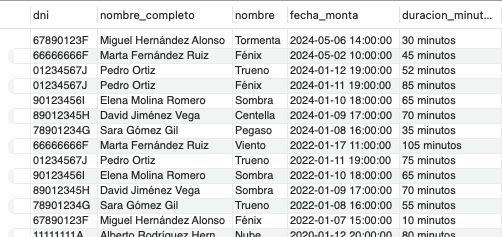 dni nombre_completo nombre fecha_monta duracion_minut...
67890123F Miguel Hernández Alonso Tormenta 2024-05-06 14:00:00 30 minutos
66666666F Marta Fernández Ruiz Fénix 2024-05-02 10:00:00 45 minutos
01234567J Pedro Ortiz Trueno 2024-01-12 19:00:00 52 minutos
01234567J Pedro Ortiz Fénix 2024-01-11 19:00:00 85 minutos
90123456I Elena Molina Romero Sombra 2024-01-10 18:00:00 65 minutos
89012345H David Jiménez Vega Centella 2024-01-09 17:00:00 70 minutos
78901234G Sara Gómez Gil Pegaso 2024-01-08 16:00:00 35 minutos
66666666F Marta Fernández Ruiz Viento 2022-01-17 11:00:00 105 minutos
01234567J Pedro Ortiz Trueno 2022-01-11 19:00:00 75 minutos
90123456I Elena Molina Romero Sombra 2022-01-10 18:00:00 65 minutos
89012345H David Jiménez Vega Sombra 2022-01-09 17:00:00 70 minutos
78901234G Sara Gómez Gil Trueno 2022-01-08 16:00:00 55 minutos
67890123F Miguel Hernández Alonso Fénix 2022-01-07 15:00:00 10 minutos
11111111A Alberto Rodríguez Hern... Nube 2020-01-12 20:00:00 80 minutos